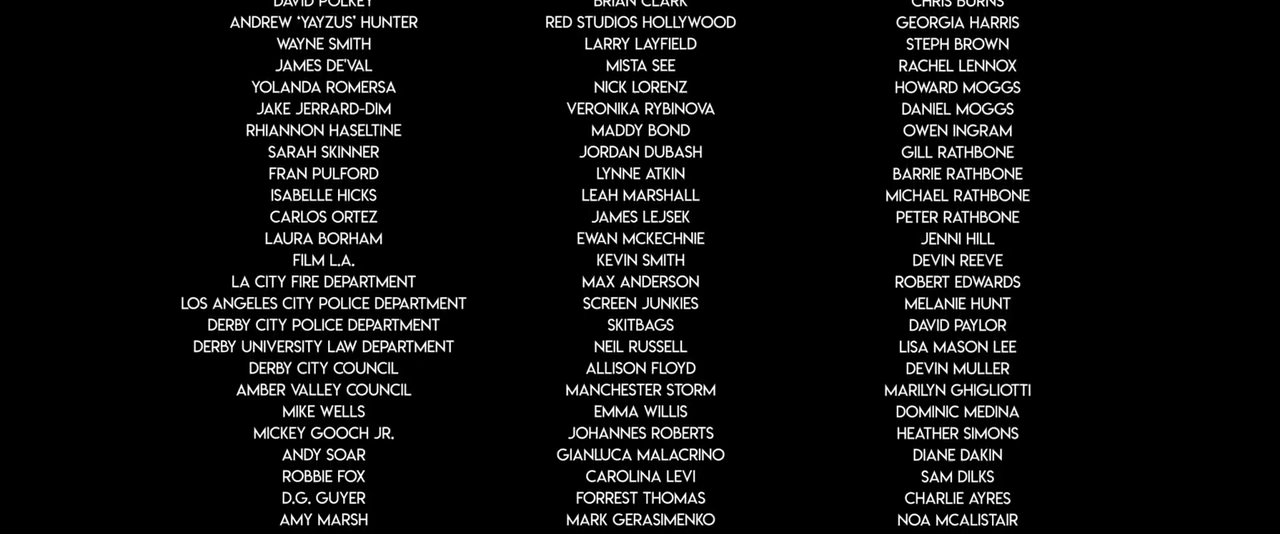 DAVID POLKEY
ANDREW ‘YAYZUS’ HUNTER
WAYNE SMITH
JAMES DE'VAL
YOLANDA ROMERSA
JAKE JERRARD-DIM
RHIANNON HASELTINE
SARAH SKINNER
FRAN PULFORD
ISABELLE HICKS
CARLOS ORTEZ
LAURA BORHAM
FILM L.A.
LA CITY FIRE DEPARTMENT
LOS ANGELES CITY POLICE DEPARTMENT
DERBY CITY POLICE DEPARTMENT
DERBY UNIVERSITY LAW DEPARTMENT
DERBY CITY COUNCIL
AMBER VALLEY COUNCIL
MIKE WELLS
MICKEY GOOCH JR.
ANDY SOAR
ROBBIE FOX
D.G. GUYER
AMY MARSH
BRIAN CLARK
RED STUDIOS HOLLYWOOD
LARRY LAYFIELD
MISTA SEE
NICK LORENZ
VERONIKA RYBINOVA
MADDY BOND
JORDAN DUBASH
LYNNE ATKIN
LEAH MARSHALL
JAMES LEJSEK
EWAN MCKECHNIE
KEVIN SMITH
MAX ANDERSON
SCREEN JUNKIES
SKITBAGS
NEIL RUSSELL
ALLISON FLOYD
MANCHESTER STORM
EMMA WILLIS
JOHANNES ROBERTS
GIANLUCA MALACRINO
CAROLINA LEVI
FORREST THOMAS
MARK GERASIMENKO
CHRIS BURNS
GEORGIA HARRIS
STEPH BROWN
RACHEL LENNOX
HOWARD MOGGS
DANIEL MOGGS
OWEN INGRAM
GILL RATHBONE
BARRIE RATHBONE
MICHAEL RATHBONE
PETER RATHBONE
JENNI HILL
DEVIN REEVE
ROBERT EDWARDS
MELANIE HUNT
DAVID PAYLOR
LISA MASON LEE
DEVIN MULLER
MARILYN GHIGLIOTTI
DOMINIC MEDINA
HEATHER SIMONS
DIANE DAKIN
SAM DILKS
CHARLIE AYRES
NOA MCALISTAIR